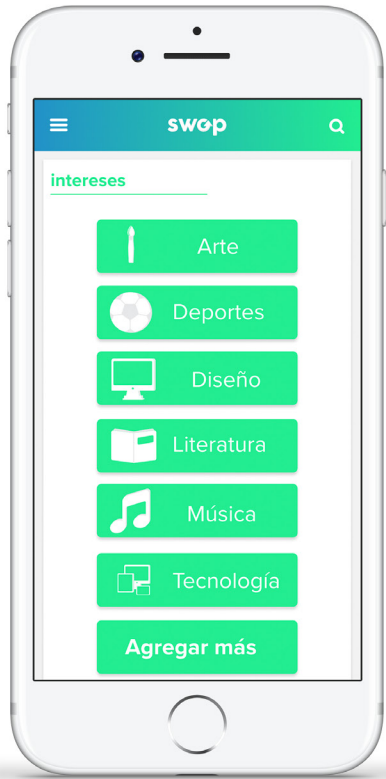 swop
intereses
Arte
Deportes
Diseño
Literatura
Música
Tecnología
Agregar más